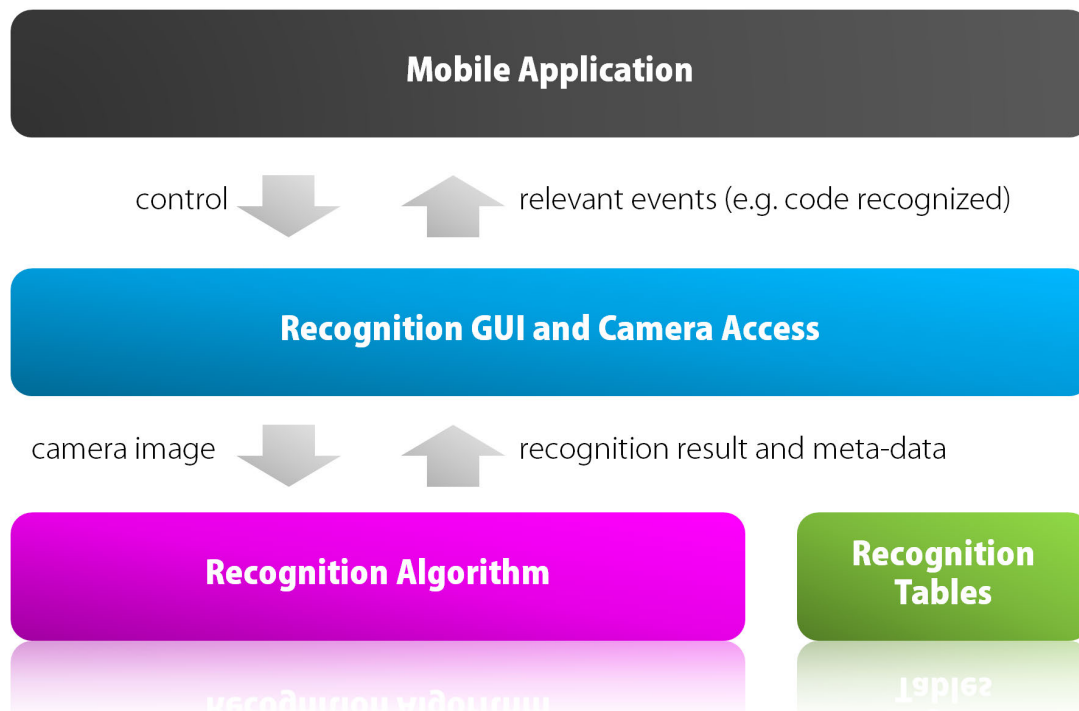 Mobile Application
control
relevant events (e.g. code recognized)
Recognition GUI and Camera Access
camera image
recognition result and meta-data
Recognition Algorithm
Recognition
Tables